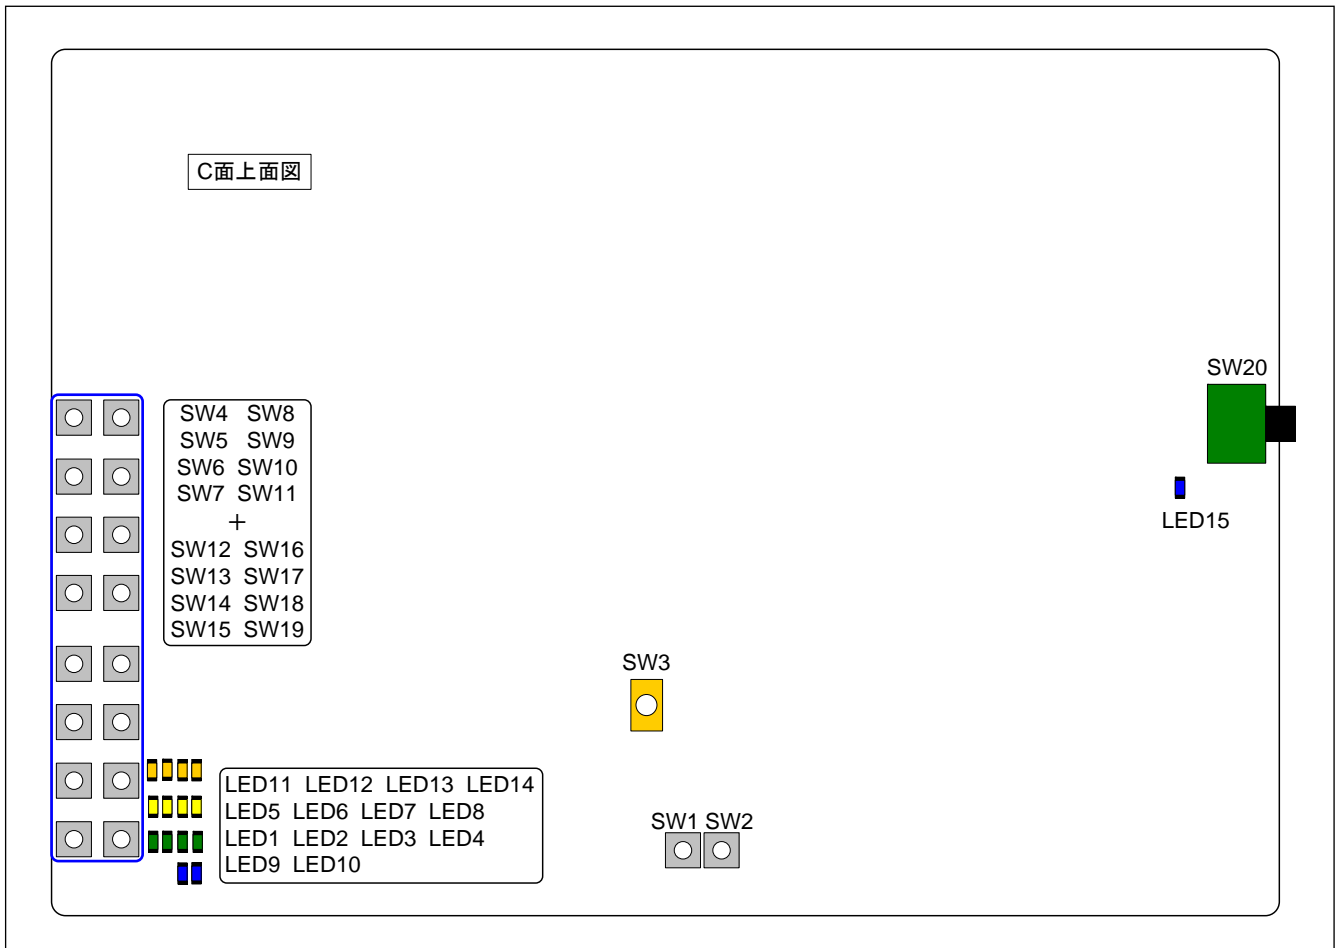 C面上面図
SW20
SW4 SW8
SW5 SW9
SW6 SW10
SW7 SW11
+
SW12 SW16
SW13 SW17
SW14 SW18
SW15 SW19
LED15
SW3
LED11 LED12 LED13 LED14
LED5 LED6 LED7 LED8
LED1 LED2 LED3 LED4
LED9 LED10
SW1 SW2